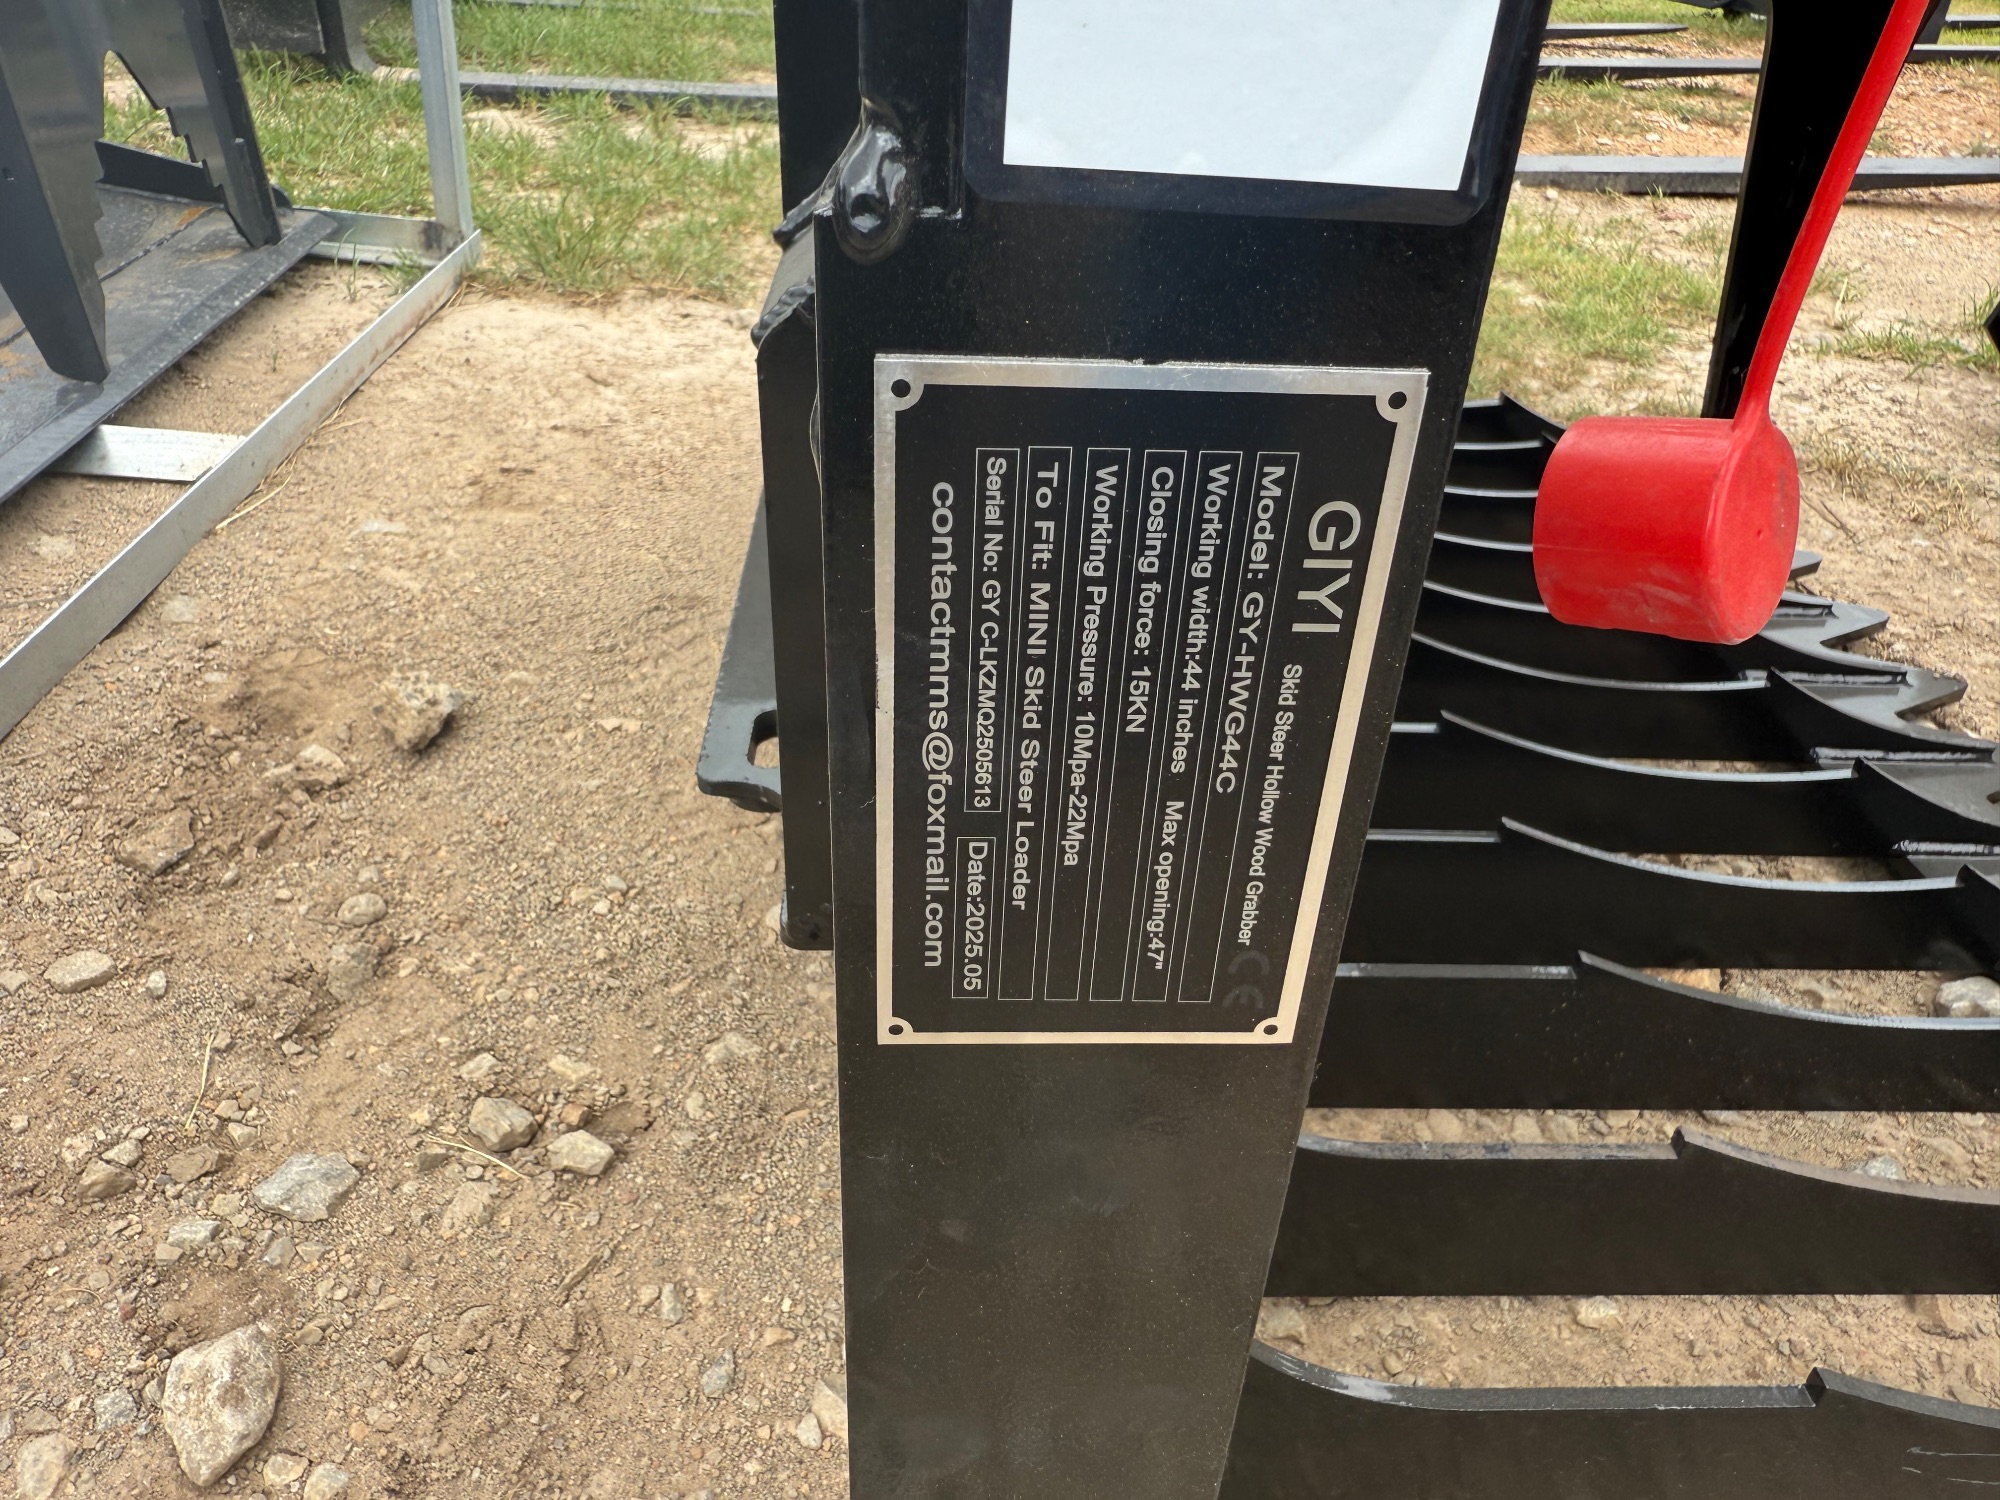 GIYI Skid Steer Hollow Wood Grabber CE
Model: GY-HWG44C
Working width:44 inches Max opening:47"
Closing force: 15KN
Working Pressure: 10Mpa-22Mpa
To Fit: MINI Skid Steer Loader
Serial No: GY C-LKZMQ2505613 Date:2025.05
contactmms@foxmail.com